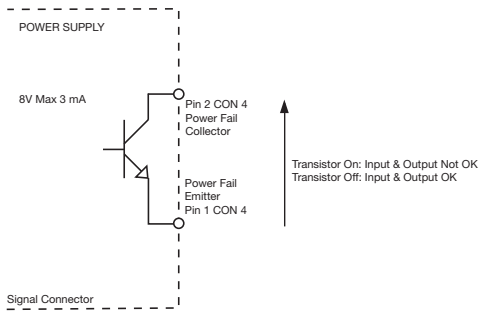 POWER SUPPLY
8V Max 3 mA
Pin 2 CON 4
Power Fail
Collector
Transistor On: Input & Output Not OK
Transistor Off: Input & Output OK
Power Fail
Emitter
Pin 1 CON 4
Signal Connector